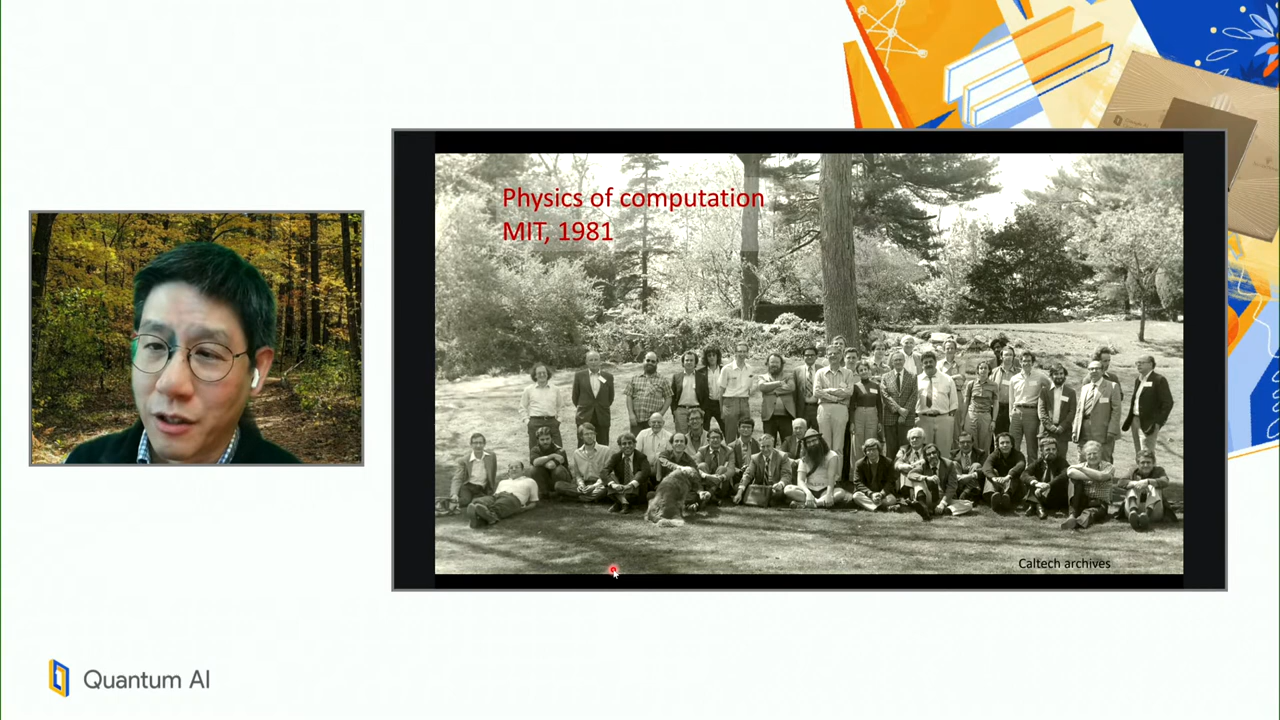 Physics of computation
MIT, 1981
Caltech archives
Quantum AI